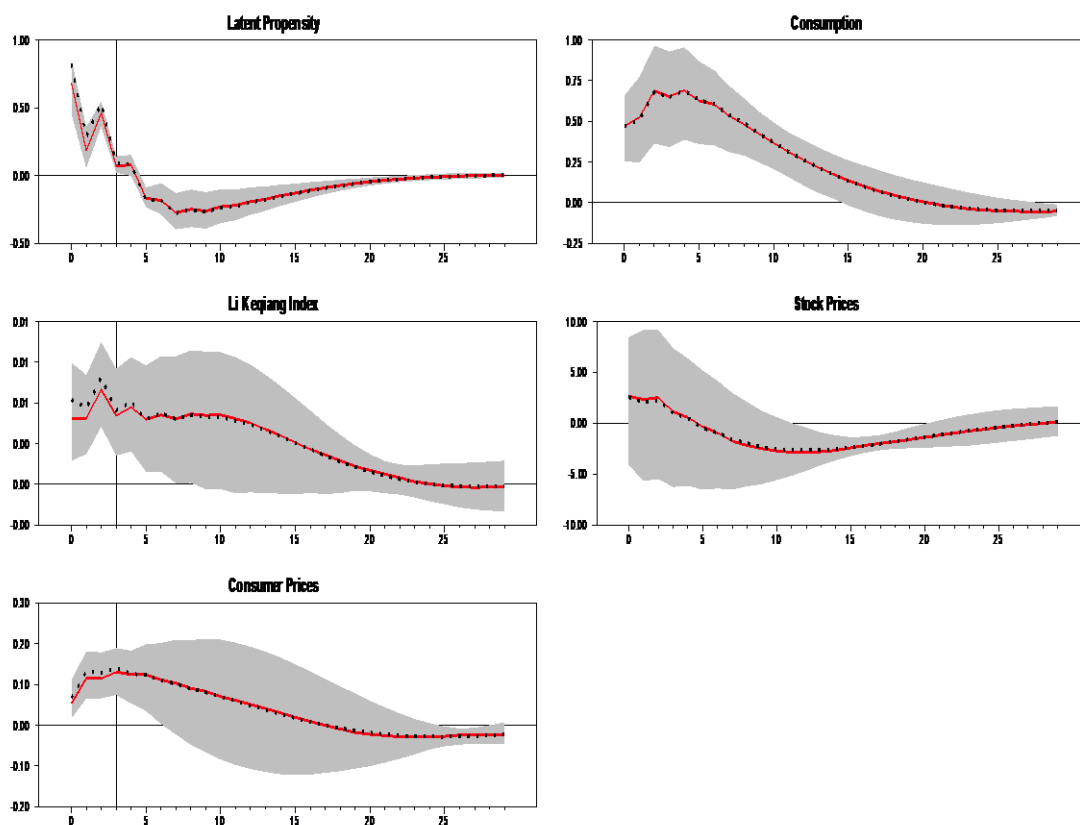 Latent Propensity
1.00
0.50
0.00
-0.50
0 5 10 15 20 25
Consumption
1.00
0.75
0.50
0.25
0.00
-0.25
0 5 10 15 20 25
Li Keqiang Index
0.01
0.01
0.01
0.00
0.00
-0.00
0 5 10 15 20 25
Stock Prices
10.00
5.00
0.00
-5.00
-10.00
0 5 10 15 20 25
Consumer Prices
0.30
0.20
0.10
0.00
-0.10
-0.20
0 5 10 15 20 25